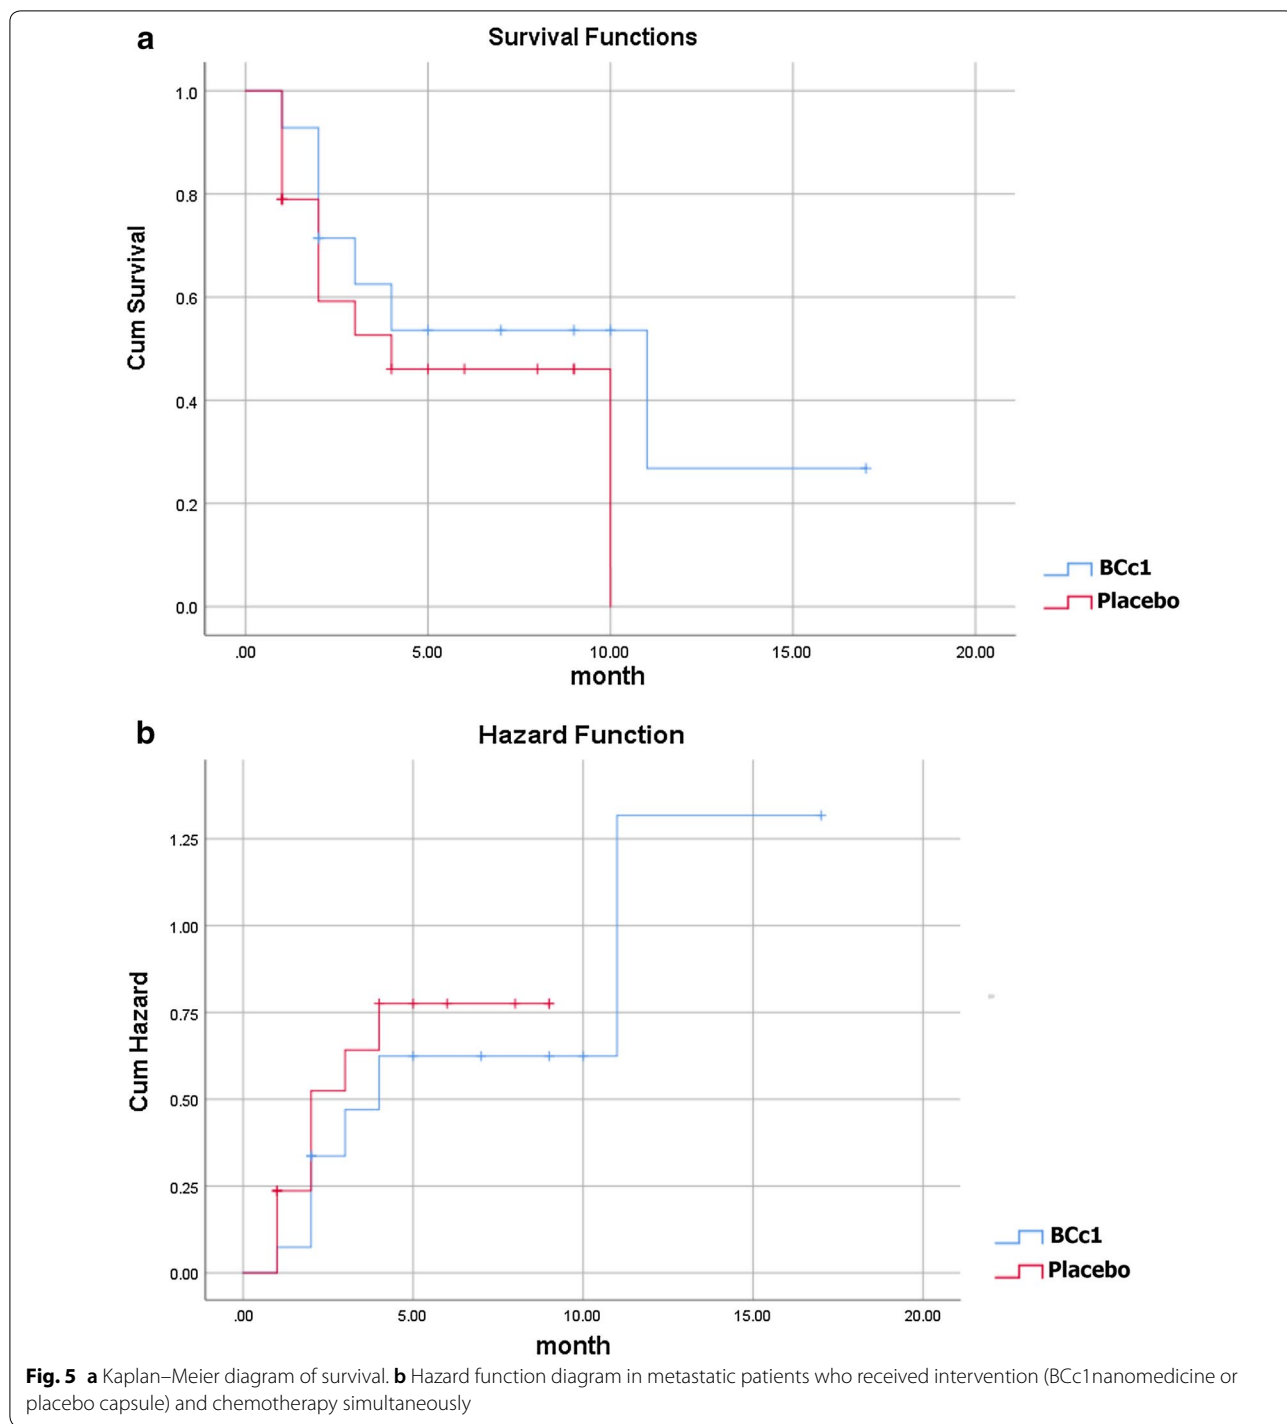 a
Survival Functions
1.0
0.8
0.6
0.4
0.2
0.0
Cum Survival
.00 5.00 10.00 15.00 20.00
month
BCc1
Placebo
b
Hazard Function
1.25
1.00
0.75
0.50
0.25
0.00
Cum Hazard
.00 5.00 10.00 15.00 20.00
month
BCc1
Placebo
Fig. 5 a Kaplan–Meier diagram of survival. b Hazard function diagram in metastatic patients who received intervention (BCc1nanomedicine or
placebo capsule) and chemotherapy simultaneously